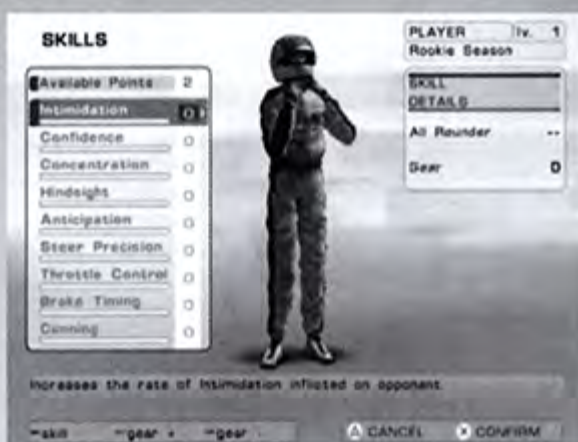 SKILLS
PLAYER lv. 1
Rookie Season
Available Points 2
Intimidation 0
Confidence 0
Concentration 0
Hindsight 0
Anticipation 0
Steer Precision 0
Throttle Control 0
Brake Timing 0
Cunning 0
SKILL
DETAILS
All Rounder --
Gear 0
Increases the rate of Intimidation inflicted on opponent.
skill gear + gear
CANCEL CONFIRM